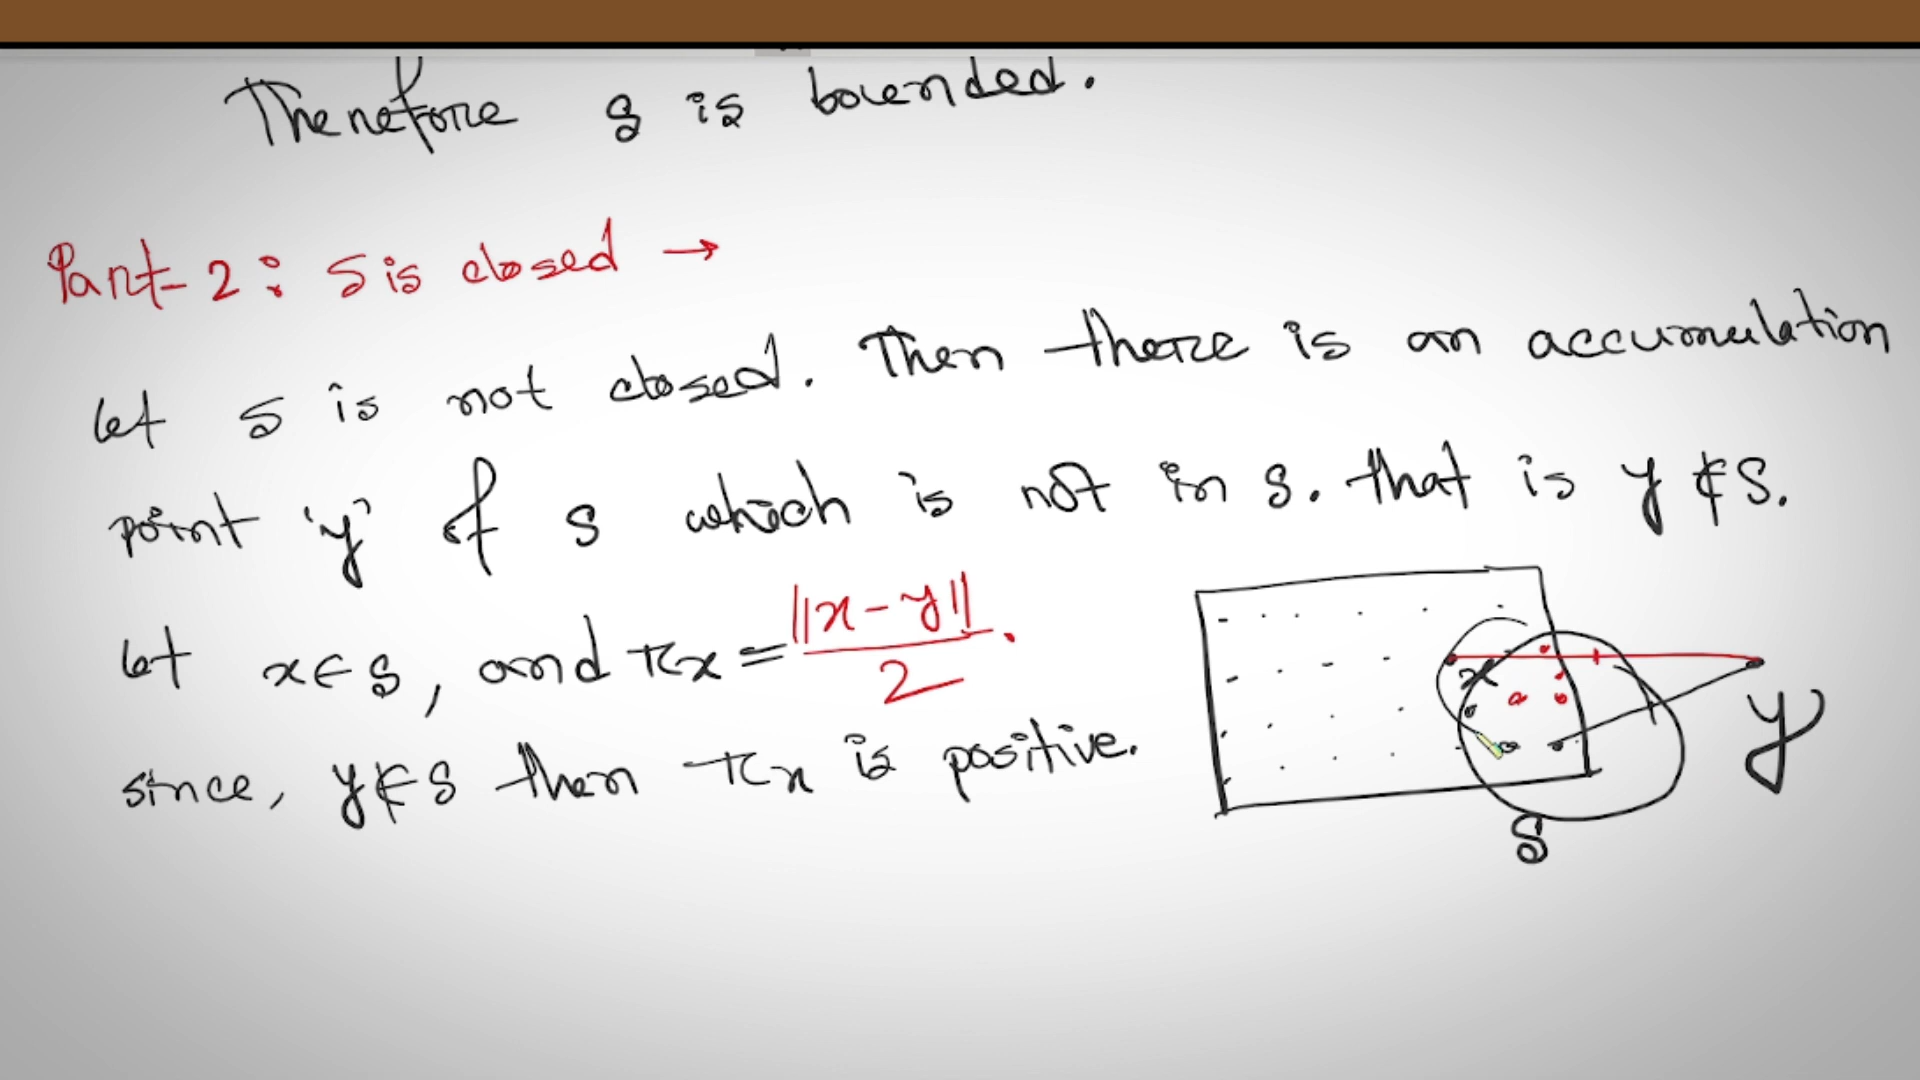 Therefore S is bounded.
Part-2: S is closed →
Let S is not closed. Then there is an accumulation
point 'y' of S which is not in S. that is y ∉ S.
Let x ∈ S, and rx = ||x-y||/2.
since, y ∉ S then rx is positive.
x
y
S